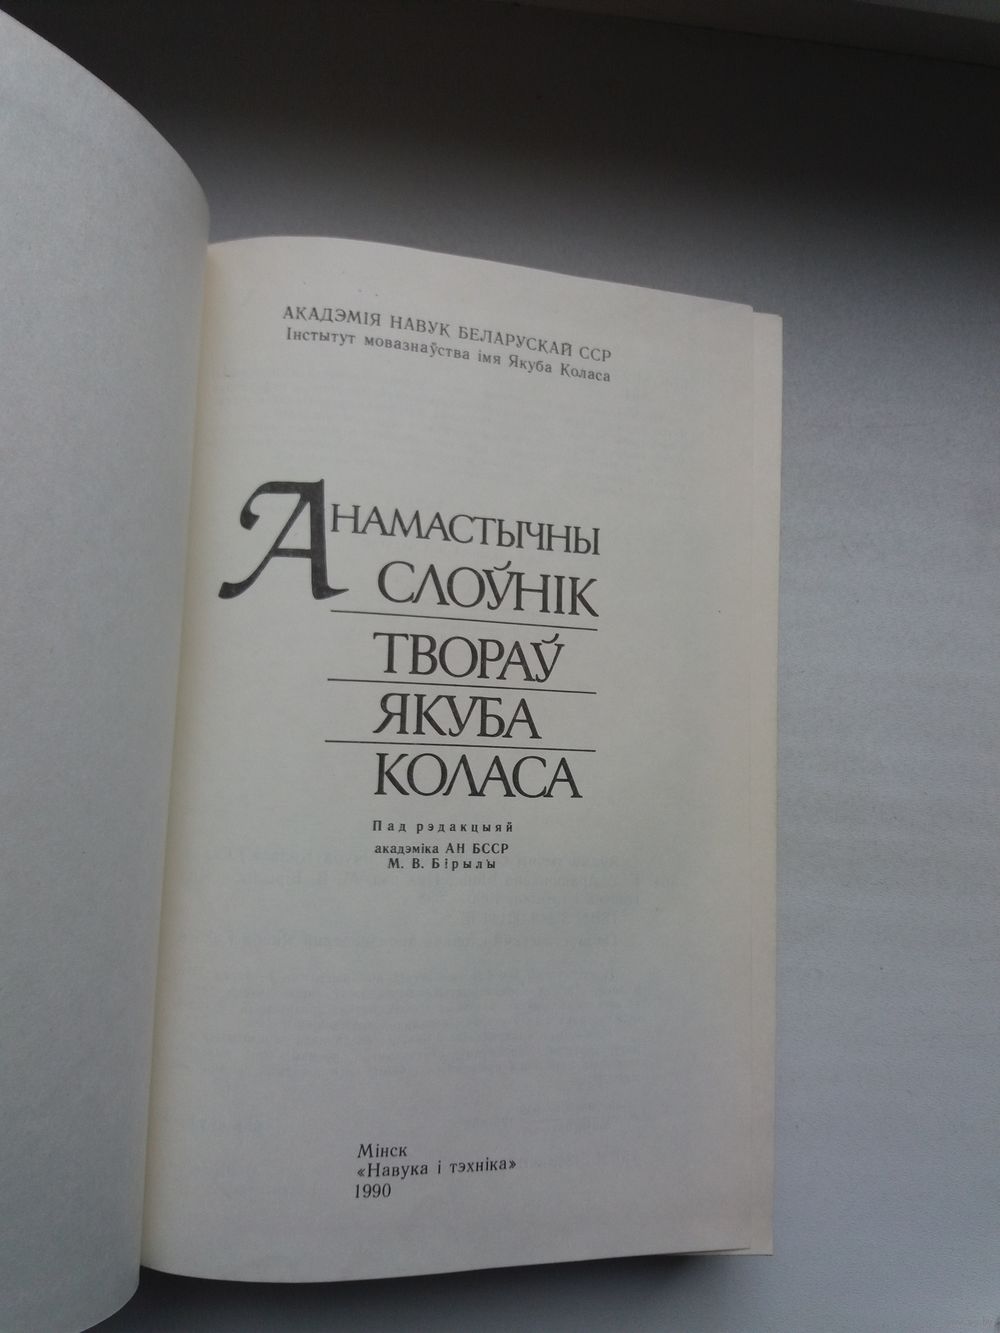 АКАДЭМІЯ НАВУК БЕЛАРУСКАЙ ССР
Інстытут мовазнаўства імя Якуба Коласа
АНАМАСТЫЧНЫ
СЛОЎНІК
ТВОРАЎ
ЯКУБА
КОЛАСА
Пад рэдакцыяй
акадэміка АН БССР
М. В. Бірылы
Мінск
«Навука і тэхніка»
1990